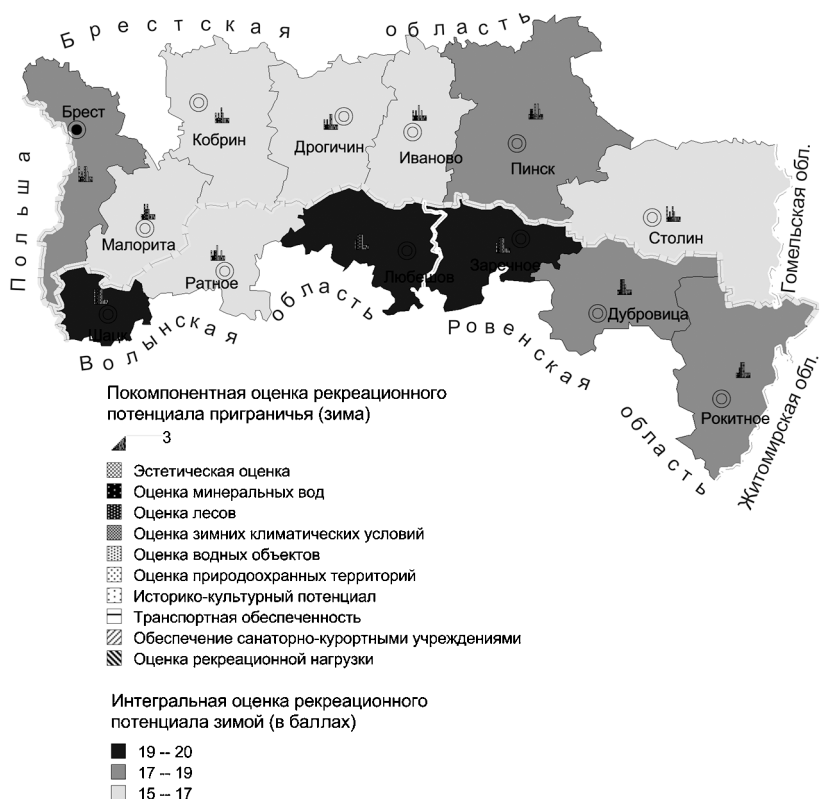 Брестская область
Польша
Брест
Кобрин
Дрогичин
Иваново
Пинск
Малорита
Столин
Гомельская обл.
Ратное
Любешов
Заречное
Шацк
Дубровица
Рокитное
Волынская область
Ровенская область
Житомирская обл.
Покомпонентная оценка рекреационного
потенциала приграничья (зима)
3
Эстетическая оценка
Оценка минеральных вод
Оценка лесов
Оценка зимних климатических условий
Оценка водных объектов
Оценка природоохранных территорий
Историко-культурный потенциал
Транспортная обеспеченность
Обеспечение санаторно-курортными учреждениями
Оценка рекреационной нагрузки
Интегральная оценка рекреационного
потенциала зимой (в баллах)
19 -- 20
17 -- 19
15 -- 17